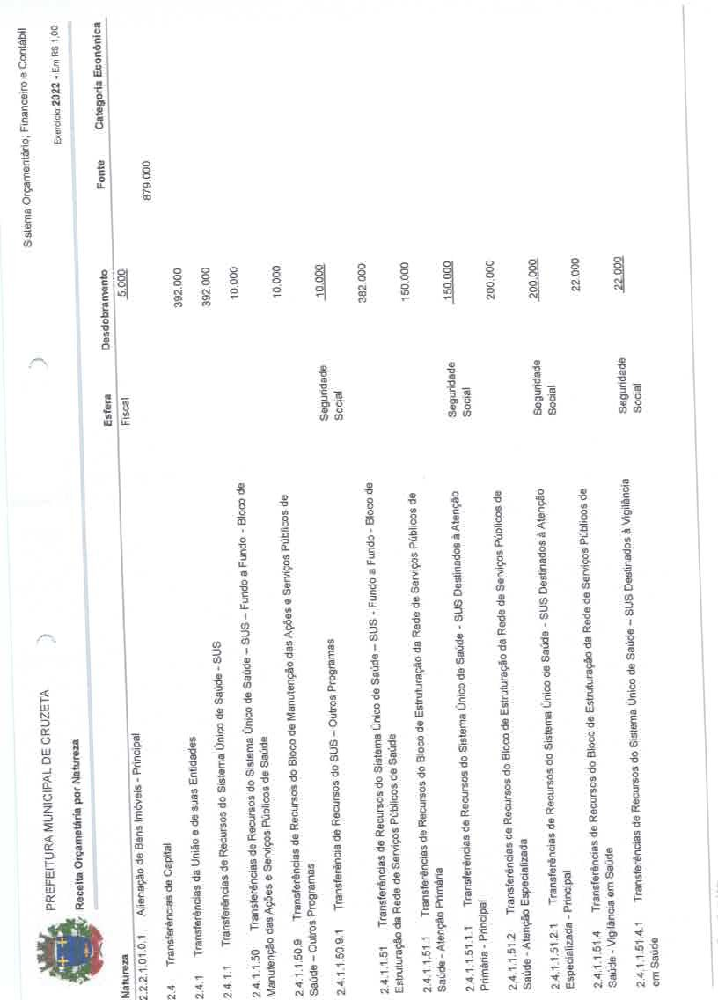 PREFEITURA MUNICIPAL DE CRUZETA Sistema Orçamentário, Financeiro e Contábil
Receita Orçametária por Natureza Exercício 2022 - Em R$ 1,00
Natureza Esfera Desdobramento Fonte Categoria Econônica
2.2.2.1.01.0.1 Alienação de Bens Imóveis - Principal Fiscal 5.000
2.4 Transferências de Capital 879.000
2.4.1 Transferências da União e de suas Entidades 392.000
2.4.1.1 Transferências de Recursos do Sistema Único de Saúde - SUS 392.000
2.4.1.1.50 Transferências de Recursos do Sistema Único de Saúde – SUS – Fundo a Fundo - Bloco de 10.000
Manutenção das Ações e Serviços Públicos de Saúde
2.4.1.1.50.9 Transferências de Recursos do Bloco de Manutenção das Ações e Serviços Públicos de 10.000
Saúde – Outros Programas
2.4.1.1.50.9.1 Transferência de Recursos do SUS – Outros Programas Seguridade 10.000
Social
2.4.1.1.51 Transferências de Recursos do Sistema Único de Saúde – SUS - Fundo a Fundo - Bloco de 382.000
Estruturação da Rede de Serviços Públicos de Saúde
2.4.1.1.51.1 Transferências de Recursos do Bloco de Estruturação da Rede de Serviços Públicos de 150.000
Saúde - Atenção Primária
2.4.1.1.51.1.1 Transferências de Recursos do Sistema Único de Saúde - SUS Destinados à Atenção Seguridade 150.000
Primária - Principal Social
2.4.1.1.51.2 Transferências de Recursos do Bloco de Estruturação da Rede de Serviços Públicos de 200.000
Saúde - Atenção Especializada
2.4.1.1.51.2.1 Transferências de Recursos do Sistema Único de Saúde - SUS Destinados à Atenção Seguridade 200.000
Especializada - Principal Social
2.4.1.1.51.4 Transferências de Recursos do Bloco de Estruturação da Rede de Serviços Públicos de 22.000
Saúde - Vigilância em Saúde
2.4.1.1.51.4.1 Transferências de Recursos do Sistema Único de Saúde – SUS Destinados à Vigilância Seguridade 22.000
em Saúde Social